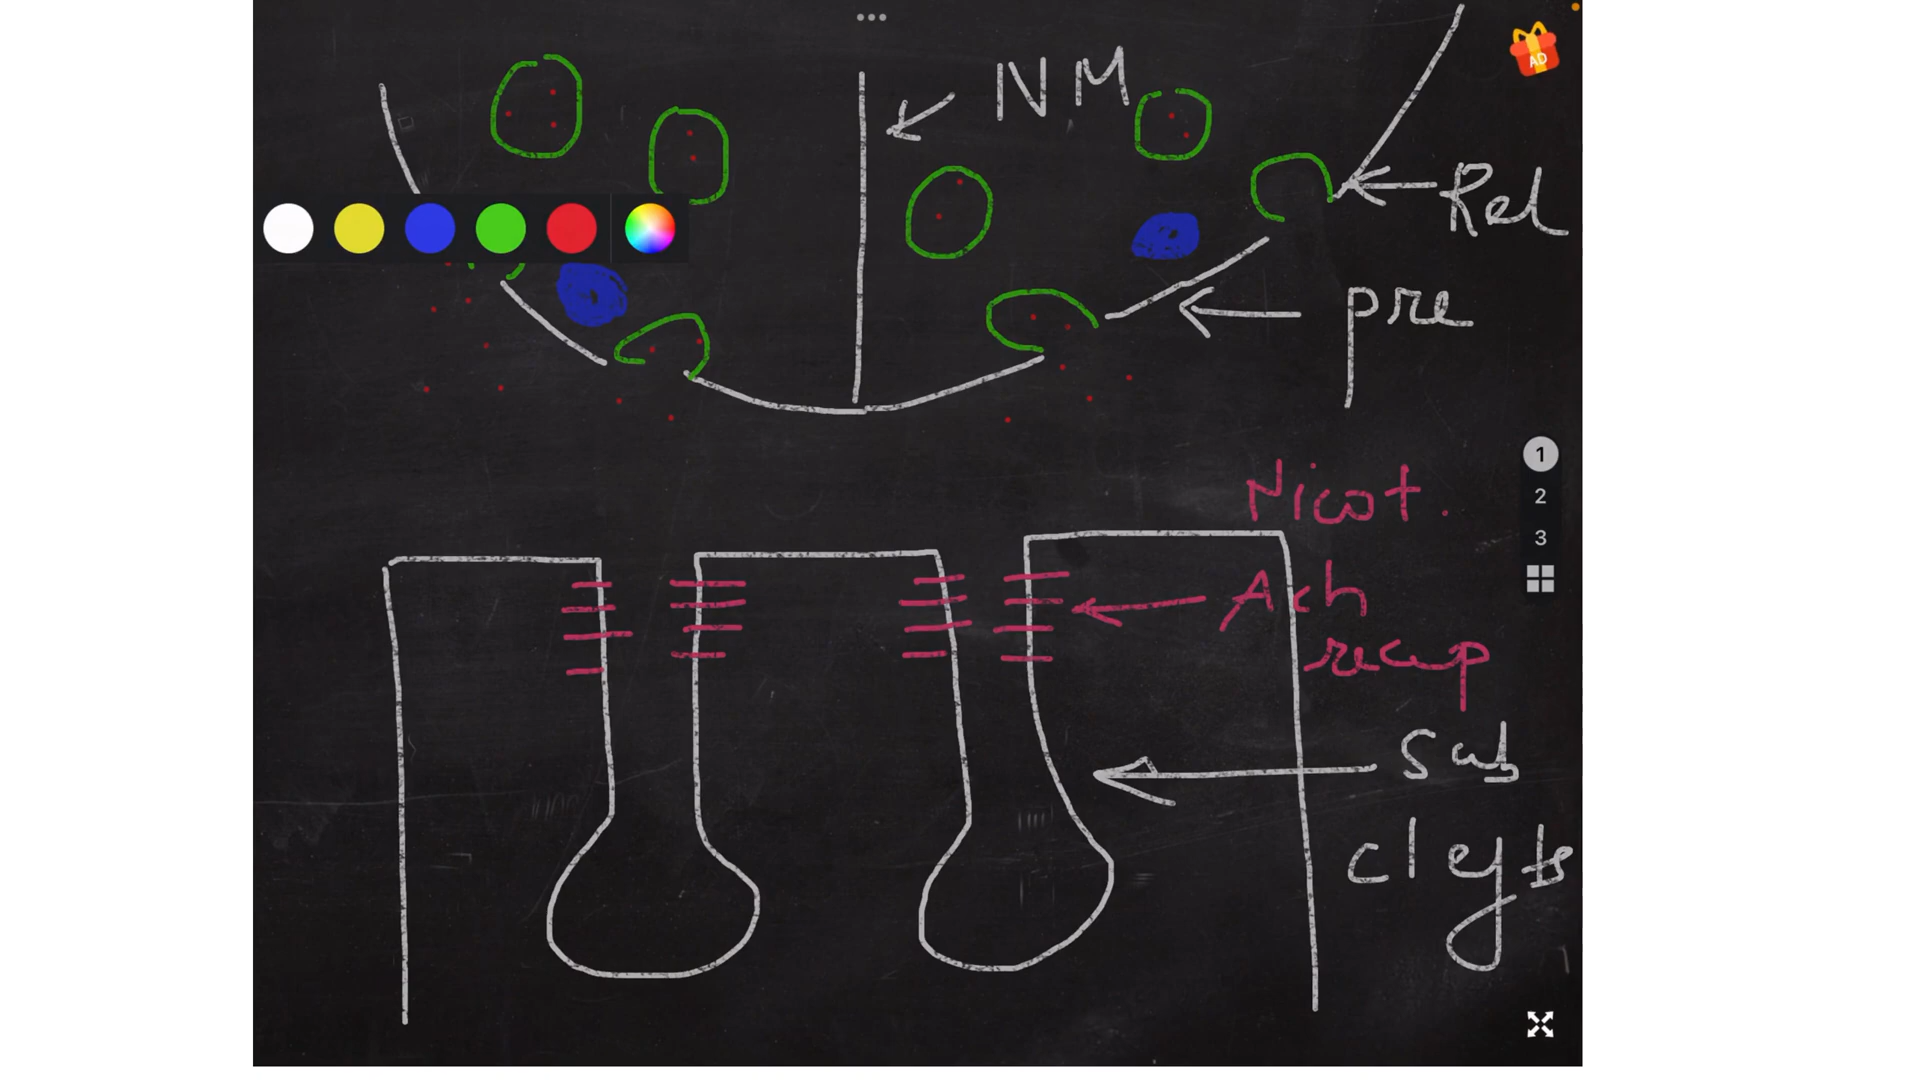 NM
AD
Rel
pre
1
Nicot.
2
3
Ach
recep
Sub
clefts